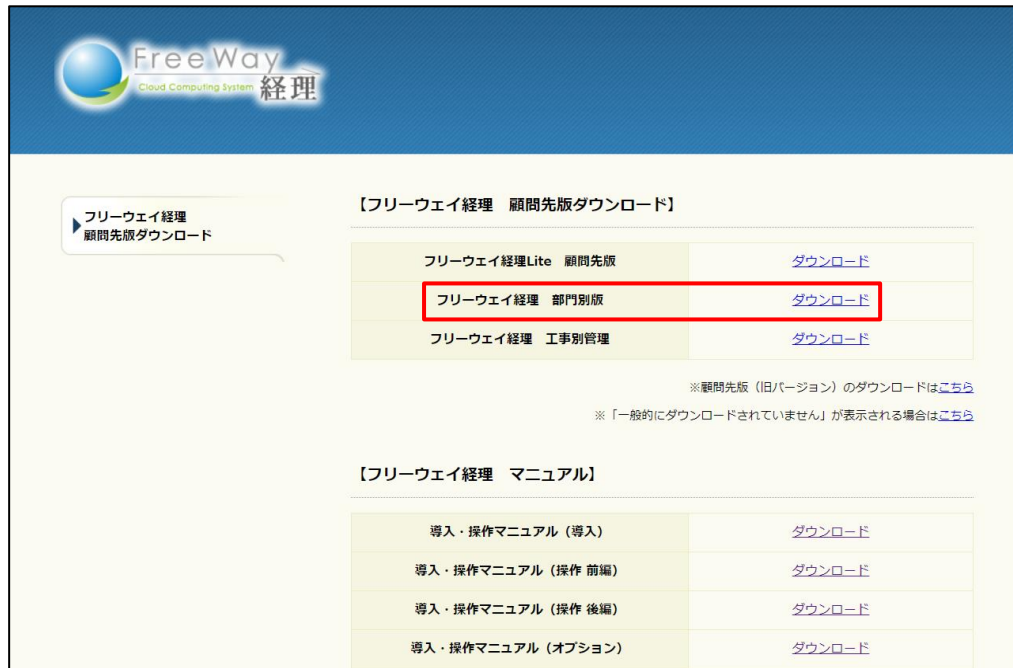 FreeWay
Cloud Computing System 経理
フリーウェイ経理
顧問先版ダウンロード
【フリーウェイ経理　顧問先版ダウンロード】
フリーウェイ経理Lite　顧問先版 ダウンロード
フリーウェイ経理　部門別版 ダウンロード
フリーウェイ経理　工事別管理 ダウンロード
※顧問先版（旧バージョン）のダウンロードはこちら
※「一般的にダウンロードされていません」が表示される場合はこちら
【フリーウェイ経理　マニュアル】
導入・操作マニュアル（導入） ダウンロード
導入・操作マニュアル（操作 前編） ダウンロード
導入・操作マニュアル（操作 後編） ダウンロード
導入・操作マニュアル（オプション） ダウンロード